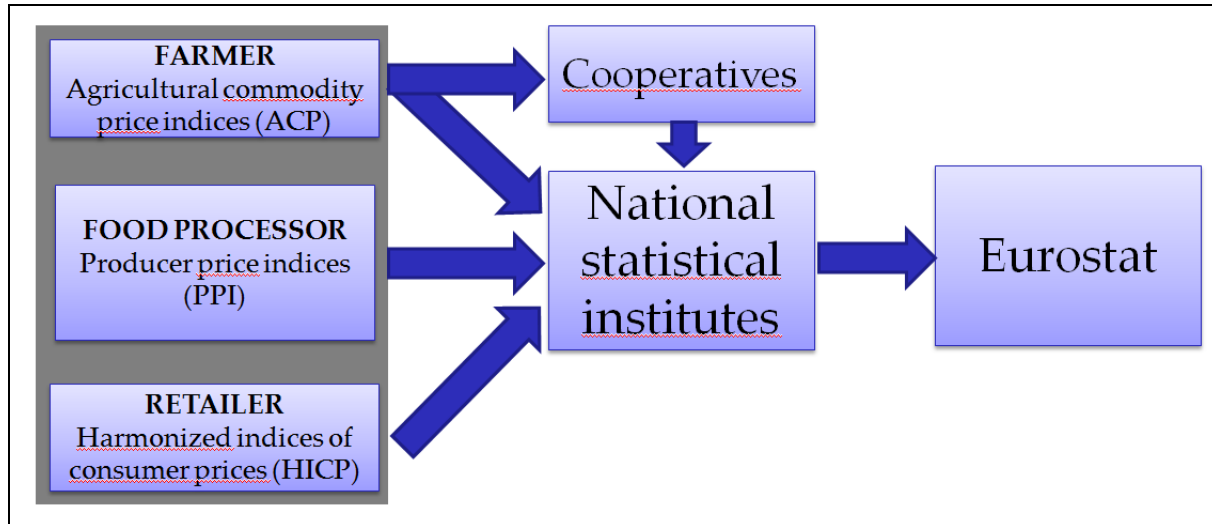 FARMER
Agricultural commodity
price indices (ACP)
FOOD PROCESSOR
Producer price indices
(PPI)
RETAILER
Harmonized indices of
consumer prices (HICP)
Cooperatives
National
statistical
institutes
Eurostat